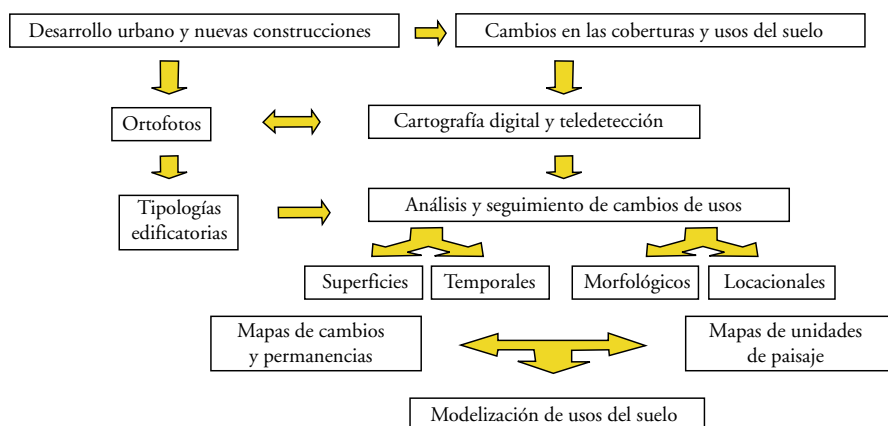 Desarrollo urbano y nuevas construcciones
Cambios en las coberturas y usos del suelo
Ortofotos
Cartografía digital y teledetección
Tipologías
edificatorias
Análisis y seguimiento de cambios de usos
Superficies
Temporales
Morfológicos
Locacionales
Mapas de cambios
y permanencias
Mapas de unidades
de paisaje
Modelización de usos del suelo